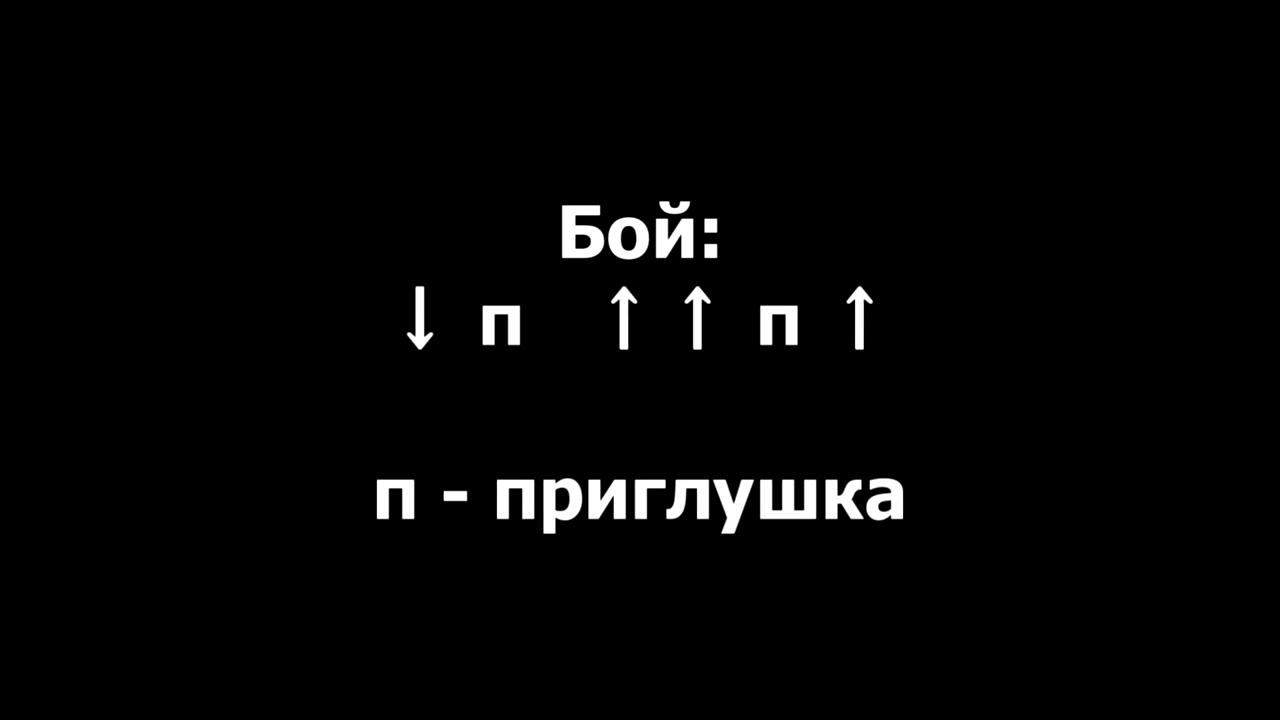 Бой:
↓ п ↑ ↑ п ↑
п - приглушка